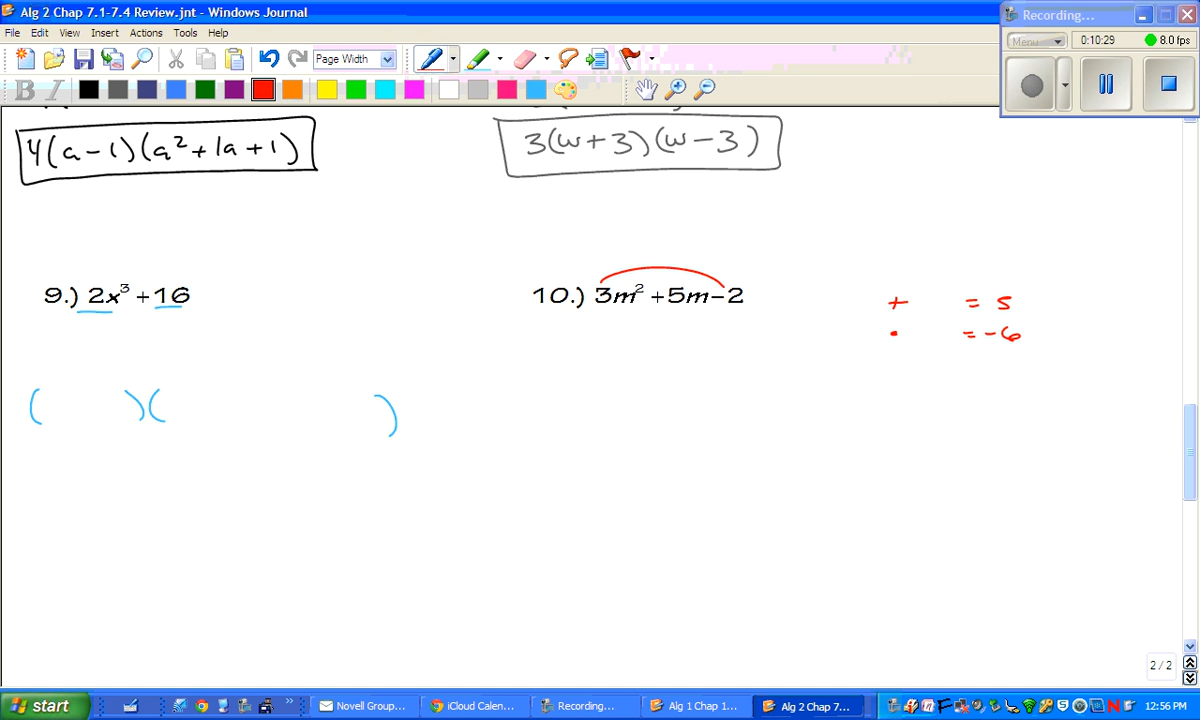 Alg 2 Chap 7.1-7.4 Review.jnt - Windows Journal
Recording...
File Edit View Insert Actions Tools Help
Menu
0:10:29
8.0 fps
Page Width
B I
4(a-1)(a²+1a+1)
3(w+3)(w-3)
9.) 2x³+16
10.) 3m²+5m-2
+ = 5
• = -6
( )( )
2 / 2
start
Novell Group...
iCloud Calen...
Recording...
Alg 1 Chap 1...
Alg 2 Chap 7...
12:56 PM